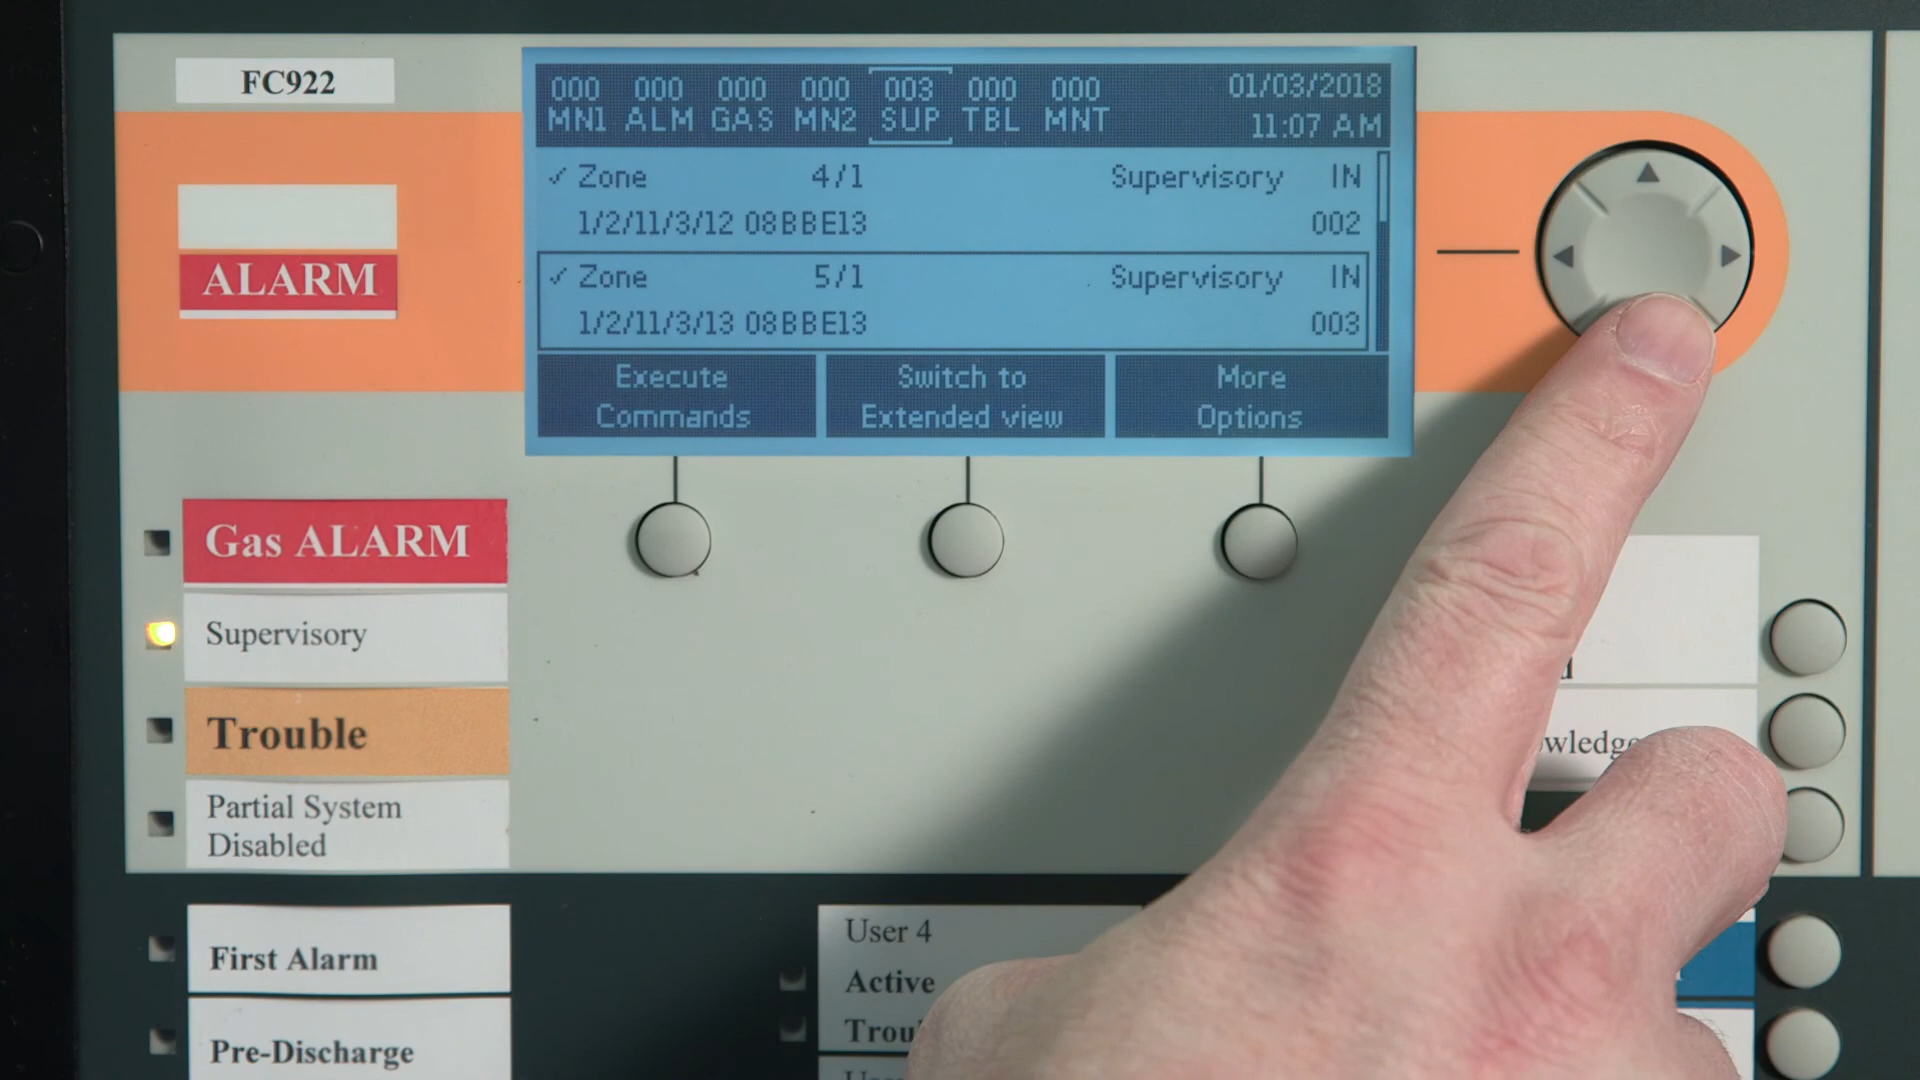 FC922
000 000 000 000 003 000 000 01/03/2018
MN1 ALM GAS MN2 SUP TBL MNT 11:07 AM
✓ Zone 4/1 Supervisory IN
1/2/11/3/12 08BBE13 002
✓ Zone 5/1 Supervisory IN
1/2/11/3/13 08BBE13 003
Execute Commands
Switch to Extended view
More Options
ALARM
Gas ALARM
Supervisory
Trouble
Partial System
Disabled
First Alarm
Pre-Discharge
User 4
Active